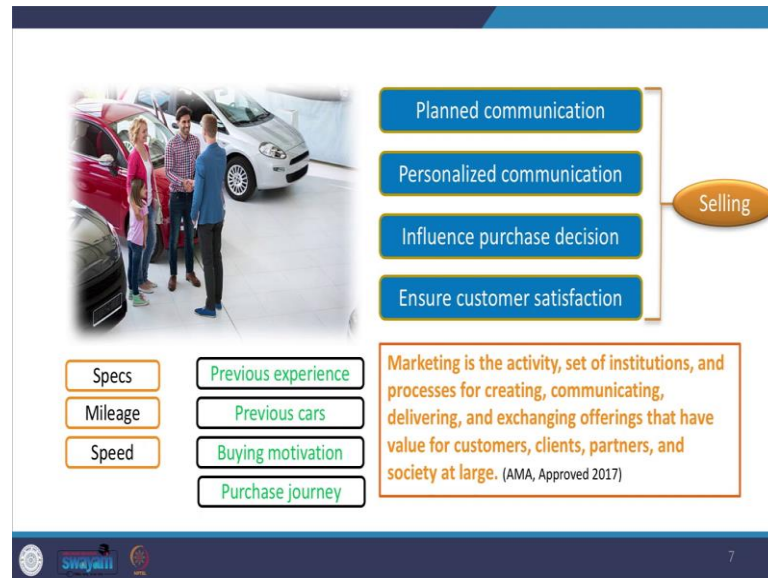 Planned communication
Personalized communication
Influence purchase decision
Ensure customer satisfaction
Selling
Specs
Mileage
Speed
Previous experience
Previous cars
Buying motivation
Purchase journey
Marketing is the activity, set of institutions, and
processes for creating, communicating,
delivering, and exchanging offerings that have
value for customers, clients, partners, and
society at large. (AMA, Approved 2017)
swayam
7